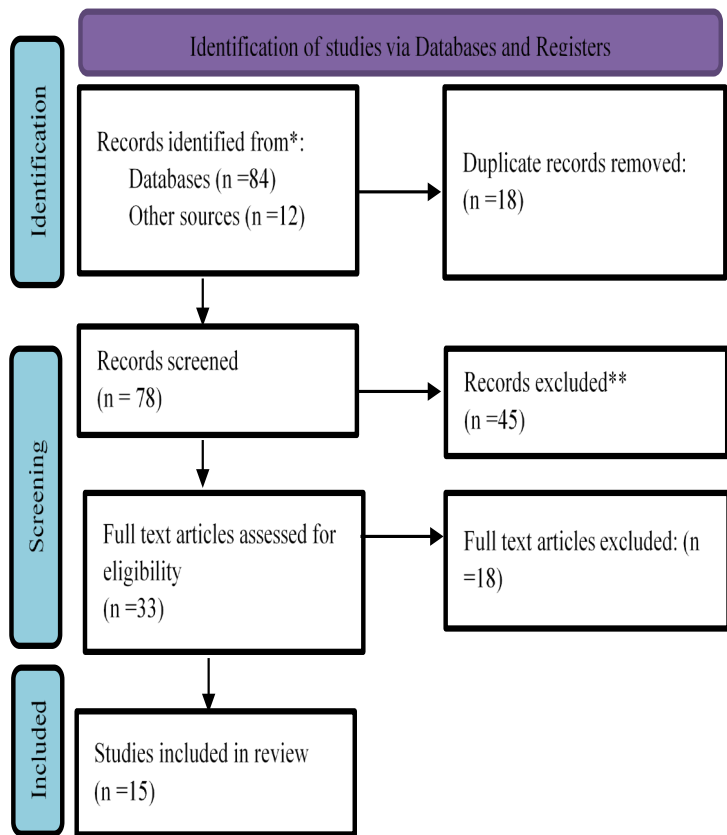 Identification of studies via Databases and Registers
Identification
Records identified from*:
Databases (n =84)
Other sources (n =12)
Duplicate records removed:
(n =18)
Screening
Records screened
(n = 78)
Records excluded**
(n =45)
Full text articles assessed for
eligibility
(n =33)
Full text articles excluded: (n
=18)
Included
Studies included in review
(n =15)